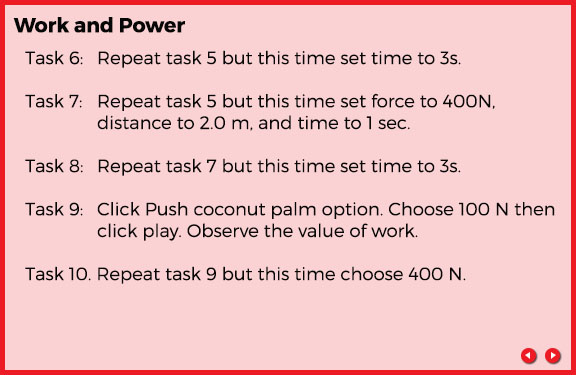 Work and Power
Task 6: Repeat task 5 but this time set time to 3s.
Task 7: Repeat task 5 but this time set force to 400N,
distance to 2.0 m, and time to 1 sec.
Task 8: Repeat task 7 but this time set time to 3s.
Task 9: Click Push coconut palm option. Choose 100 N then
click play. Observe the value of work.
Task 10. Repeat task 9 but this time choose 400 N.